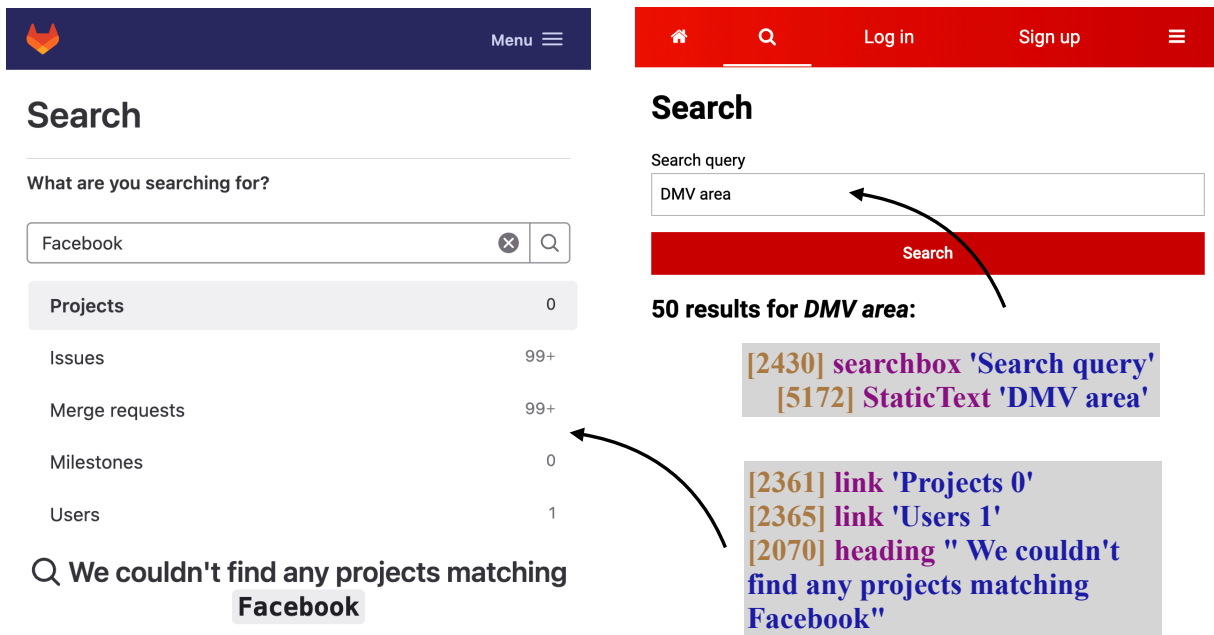 Menu
Search
What are you searching for?
Facebook
Projects 0
Issues 99+
Merge requests 99+
Milestones 0
Users 1
We couldn't find any projects matching
Facebook
Log in
Sign up
Search
Search query
DMV area
Search
50 results for DMV area:
[2430] searchbox 'Search query'
[5172] StaticText 'DMV area'
[2361] link 'Projects 0'
[2365] link 'Users 1'
[2070] heading " We couldn't
find any projects matching
Facebook"